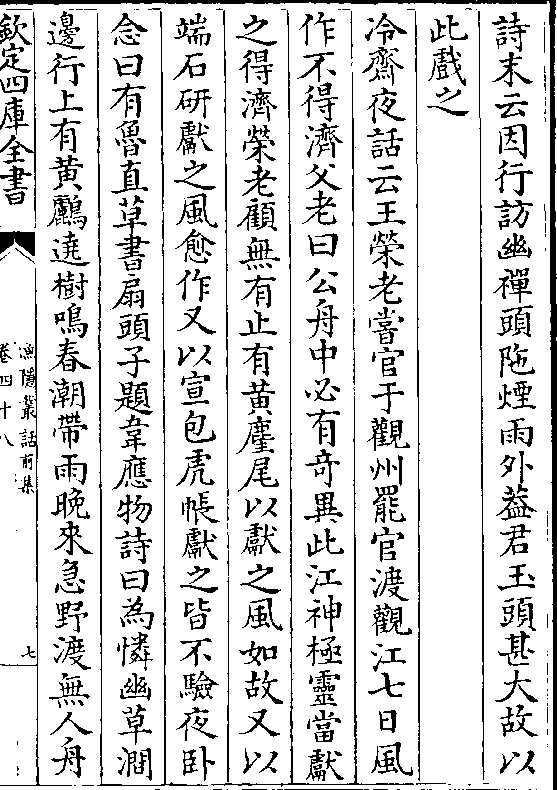 詩末云因行訪幽禪頭陁煙雨外葢君玉頭甚大故以
此戲之
冷齋夜話云王榮老嘗官于觀州罷官渡觀江七日風
作不得濟父老曰公舟中必有奇異此江神極靈當獻
之得濟榮老顧無有止有黃麈尾以獻之風如故又以
端石研獻之風愈作又以宣包虎帳獻之皆不驗夜卧
念曰有魯直草書扇頭子題韋應物詩曰為憐幽草澗
邊行上有黃鸝遶樹鳴春潮帶雨晚來急野渡無人舟
欽定四庫全書
漁隱叢話前集
卷四十八
七